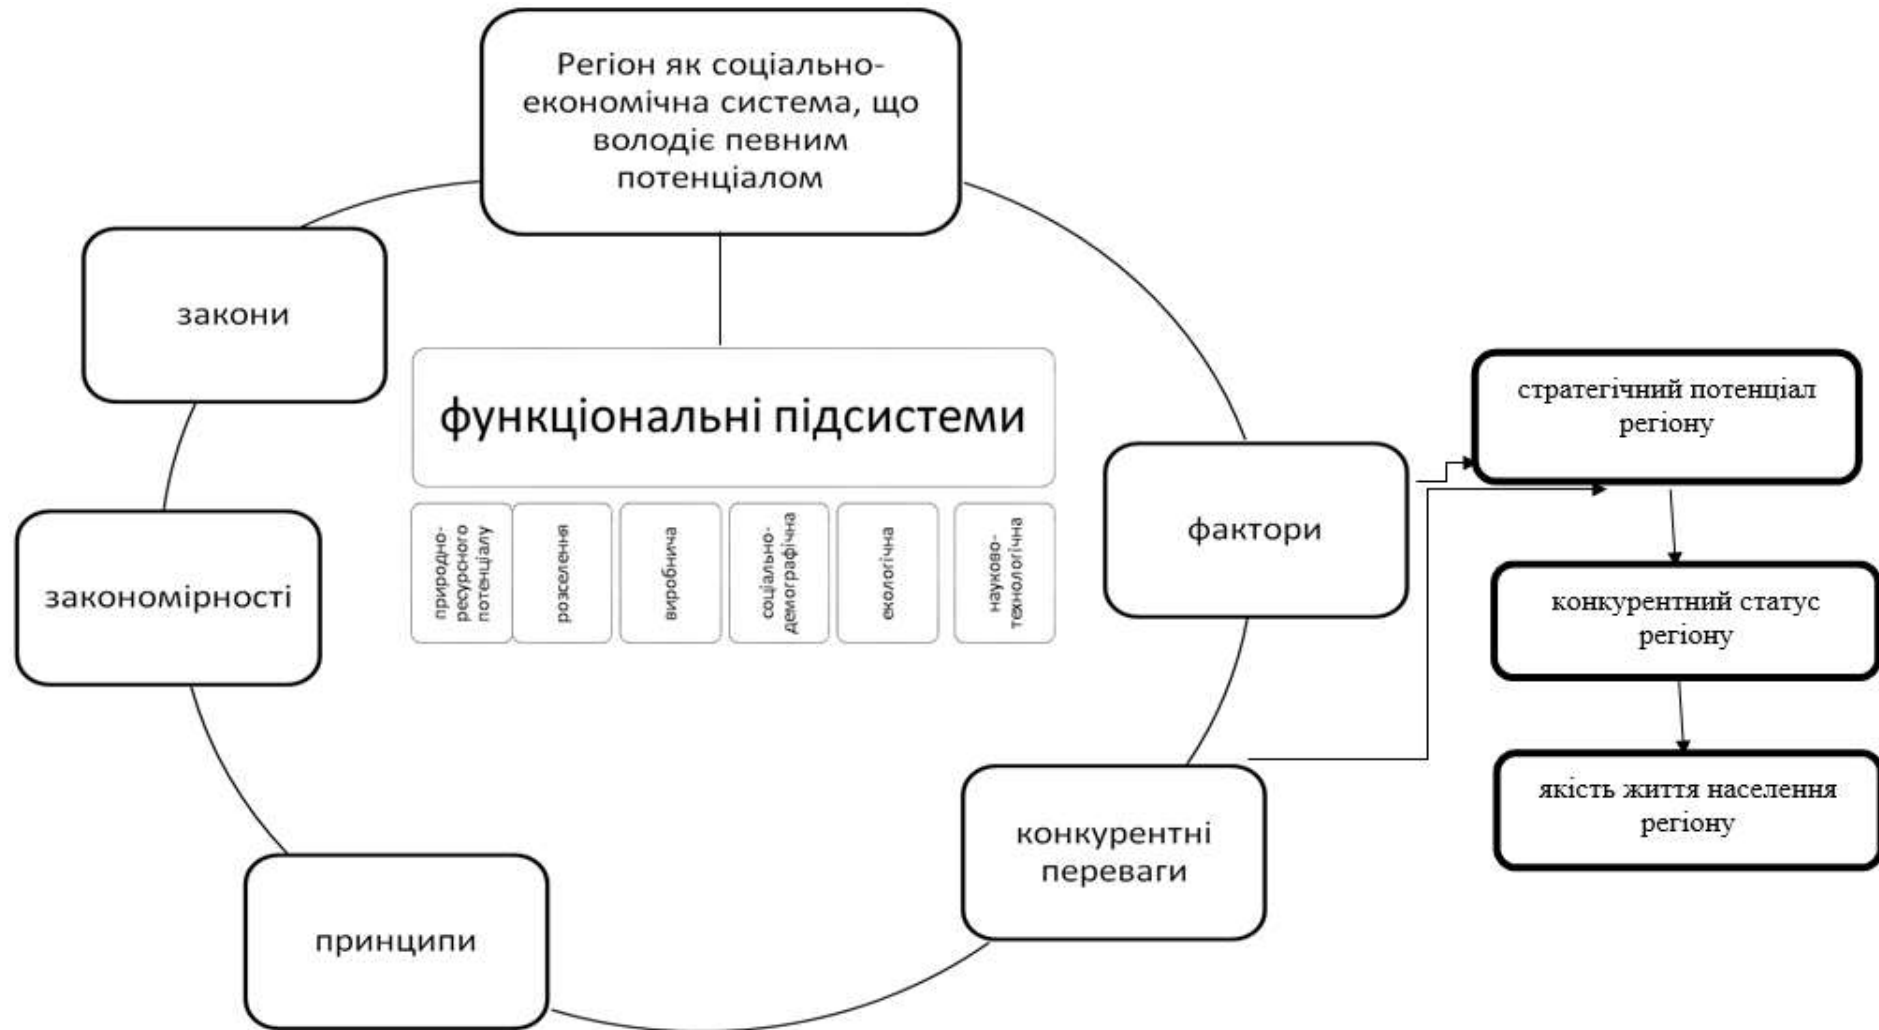 Регіон як соціально-
економічна система, що
володіє певним
потенціалом
закони
функціональні підсистеми
стратегічний потенціал
регіону
фактори
природно-
ресурсного
потенціалу
розселення
виробнича
соціально-
демографічна
екологічна
науково-
технологічна
закономірності
конкурентний статус
регіону
конкурентні
переваги
якість життя населення
регіону
принципи